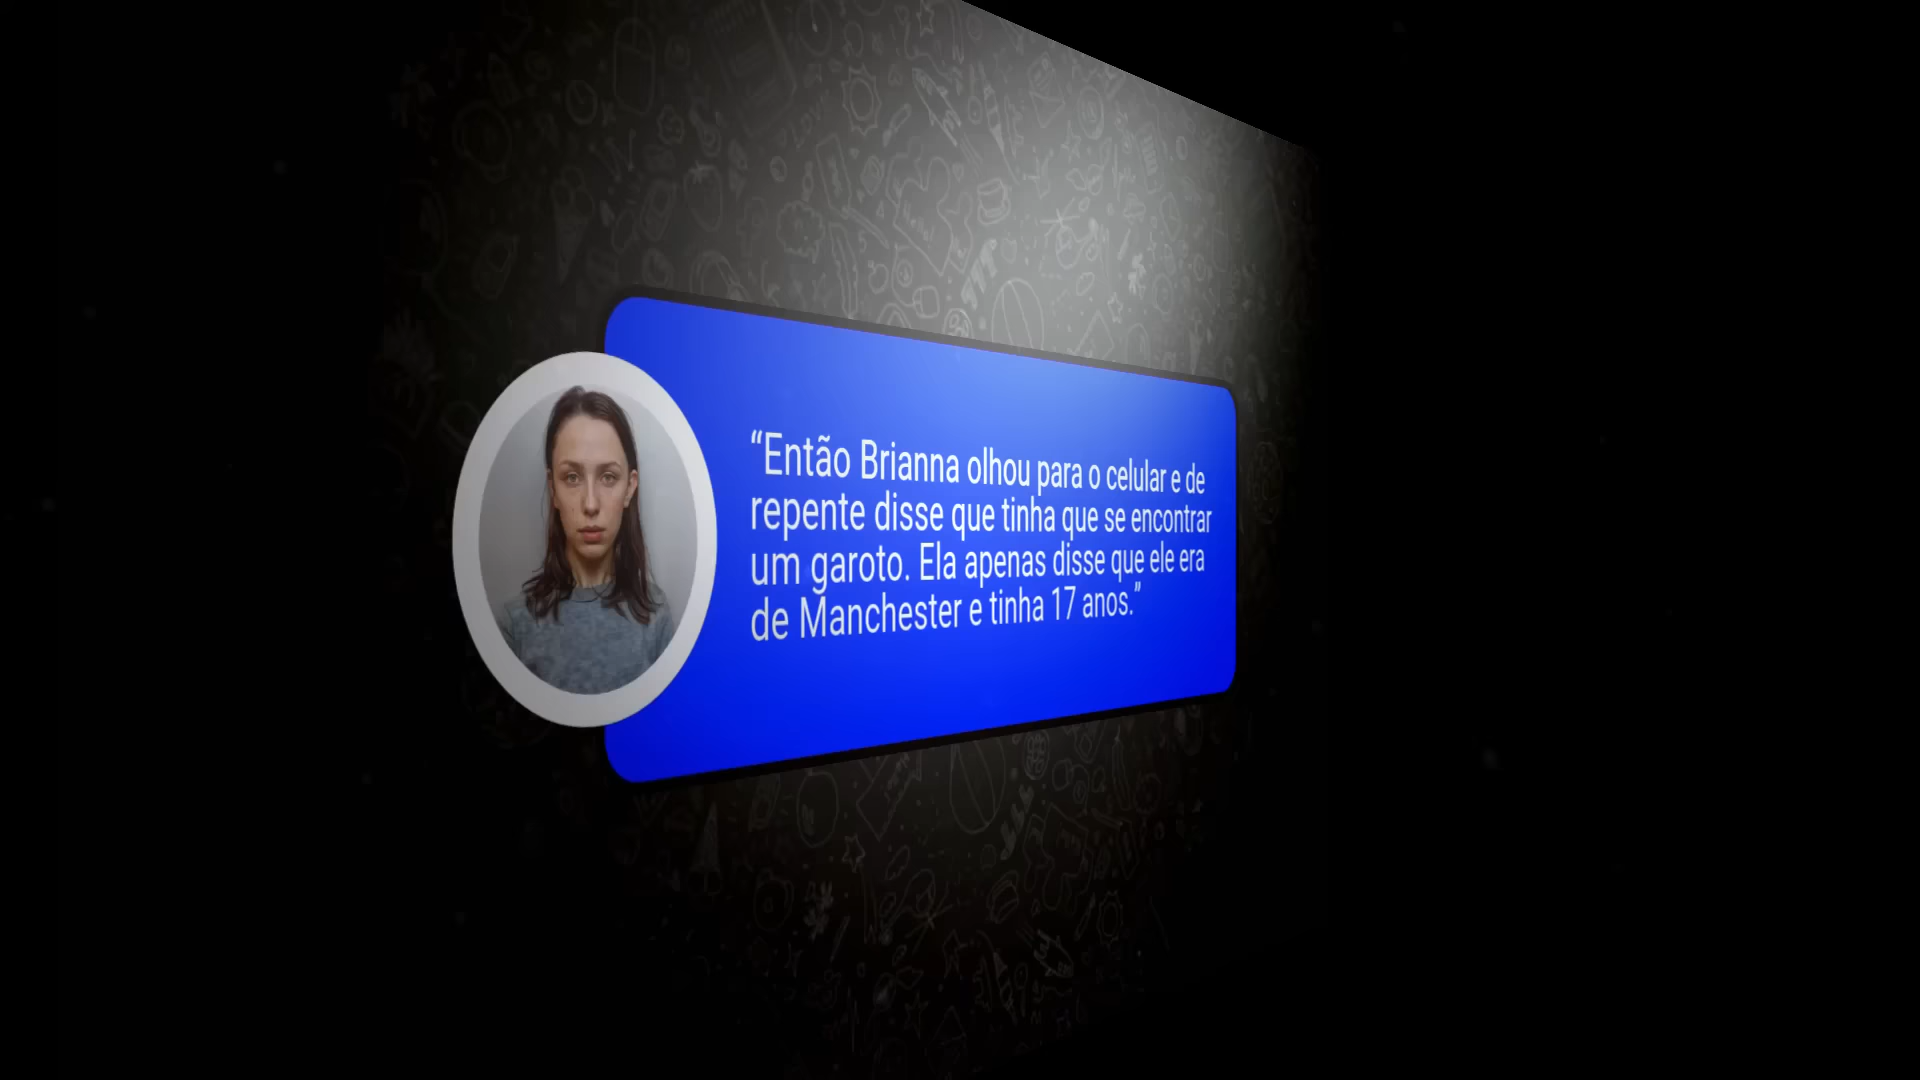 “Então Brianna olhou para o celular e de
repente disse que tinha que se encontrar
um garoto. Ela apenas disse que ele era
de Manchester e tinha 17 anos.”